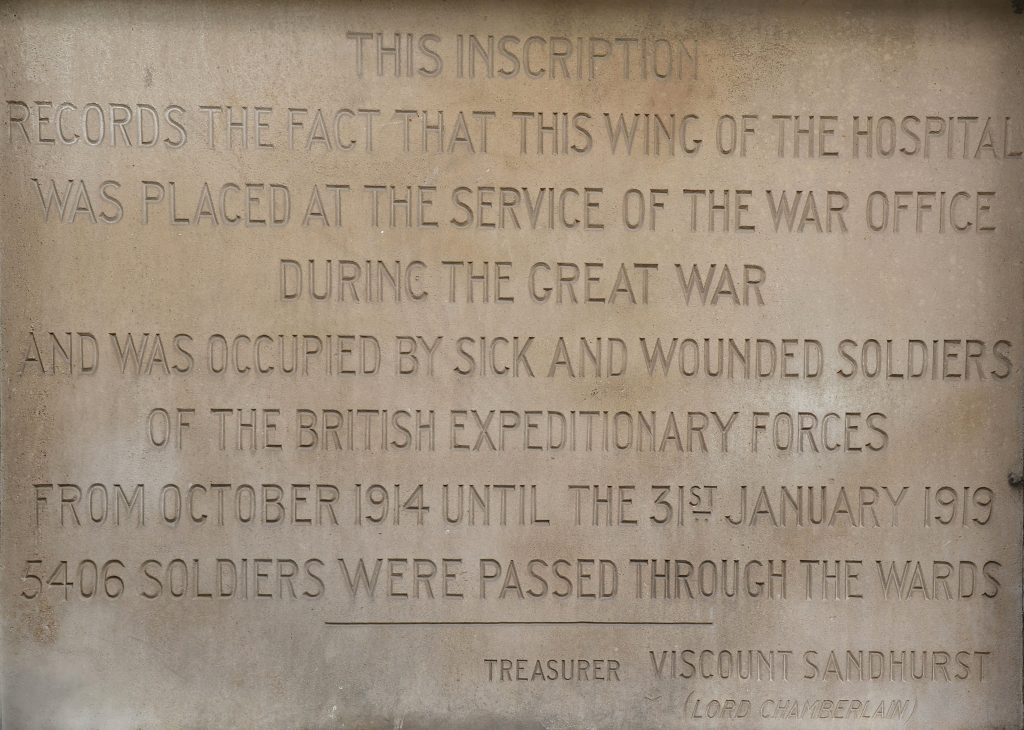 THIS INSCRIPTION
RECORDS THE FACT THAT THIS WING OF THE HOSPITAL
WAS PLACED AT THE SERVICE OF THE WAR OFFICE
DURING THE GREAT WAR
AND WAS OCCUPIED BY SICK AND WOUNDED SOLDIERS
OF THE BRITISH EXPEDITIONARY FORCES
FROM OCTOBER 1914 UNTIL THE 31ST JANUARY 1919
5406 SOLDIERS WERE PASSED THROUGH THE WARDS
TREASURER VISCOUNT SANDHURST
(LORD CHAMBERLAIN)